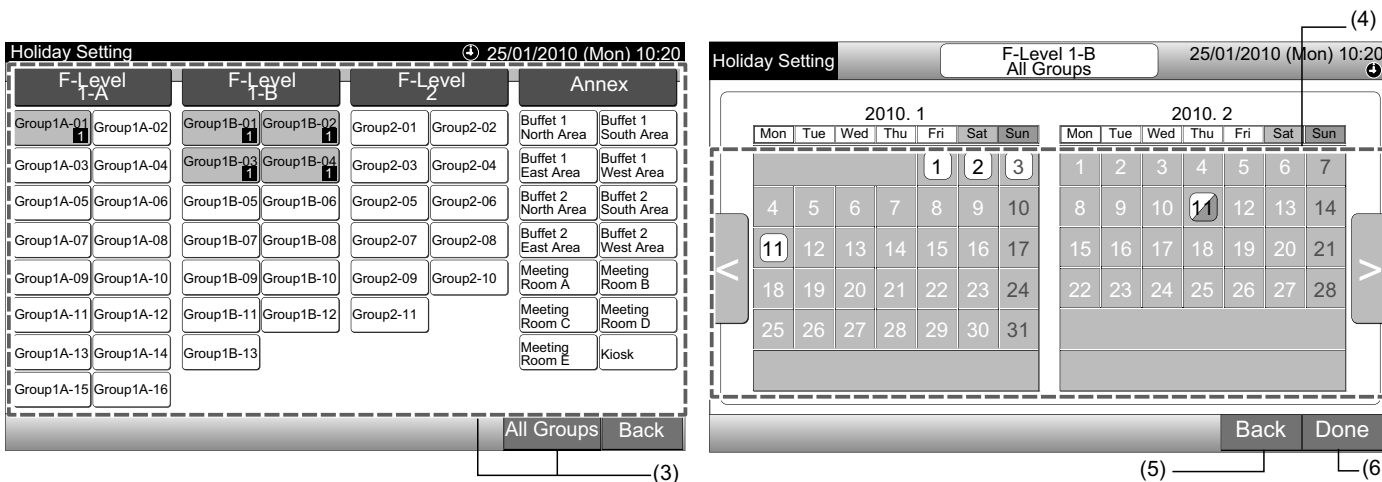 (4)
Holiday Setting
25/01/2010 (Mon) 10:20
F-Level
1-A
F-Level
1-B
F-Level
2
Annex
Group1A-01
1
Group1A-02
Group1B-01
1
Group1B-02
1
Group2-01
Group2-02
Buffet 1
North Area
Buffet 1
South Area
Group1A-03
Group1A-04
Group1B-03
1
Group1B-04
1
Group2-03
Group2-04
Buffet 1
East Area
Buffet 1
West Area
Group1A-05
Group1A-06
Group1B-05
Group1B-06
Group2-05
Group2-06
Buffet 2
North Area
Buffet 2
South Area
Group1A-07
Group1A-08
Group1B-07
Group1B-08
Group2-07
Group2-08
Buffet 2
East Area
Buffet 2
West Area
Group1A-09
Group1A-10
Group1B-09
Group1B-10
Group2-09
Group2-10
Meeting
Room A
Meeting
Room B
Group1A-11
Group1A-12
Group1B-11
Group1B-12
Group2-11
Meeting
Room C
Meeting
Room D
Group1A-13
Group1A-14
Group1B-13
Meeting
Room E
Kiosk
Group1A-15
Group1A-16
All Groups
Back
(3)
Holiday Setting
F-Level 1-B
All Groups
25/01/2010 (Mon) 10:20
2010. 1
Mon Tue Wed Thu Fri Sat Sun
1 2 3
4 5 6 7 8 9 10
11 12 13 14 15 16 17
18 19 20 21 22 23 24
25 26 27 28 29 30 31
2010. 2
Mon Tue Wed Thu Fri Sat Sun
1 2 3 4 5 6 7
8 9 10 11 12 13 14
15 16 17 18 19 20 21
22 23 24 25 26 27 28
<
>
Back
Done
(5)
(6